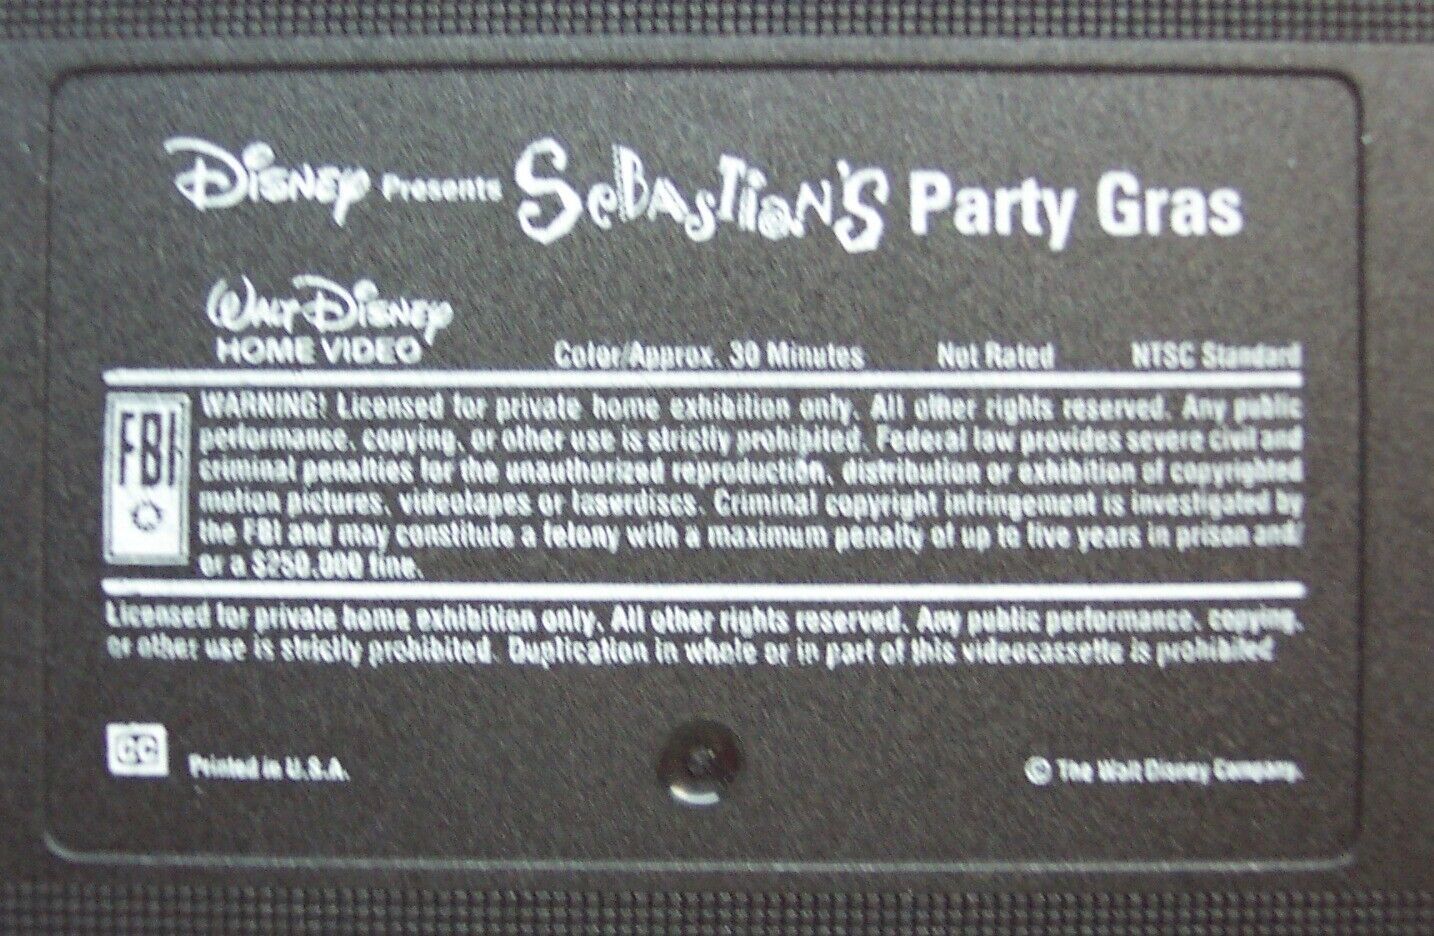 Disney Presents Sebastian's Party Gras
Walt Disney
HOME VIDEO
Color/Approx. 30 Minutes Not Rated NTSC Standard
FBI
WARNING! Licensed for private home exhibition only. All other rights reserved. Any public
performance, copying, or other use is strictly prohibited. Federal law provides severe civil and
criminal penalties for the unauthorized reproduction, distribution or exhibition of copyrighted
motion pictures, videotapes or laserdiscs. Criminal copyright infringement is investigated by
the FBI and may constitute a felony with a maximum penalty of up to five years in prison and/
or a $250,000 fine.
Licensed for private home exhibition only. All other rights reserved. Any public performance, copying,
or other use is strictly prohibited. Duplication in whole or in part of this videocassette is prohibited
CC
Printed in U.S.A.
© The Walt Disney Company.